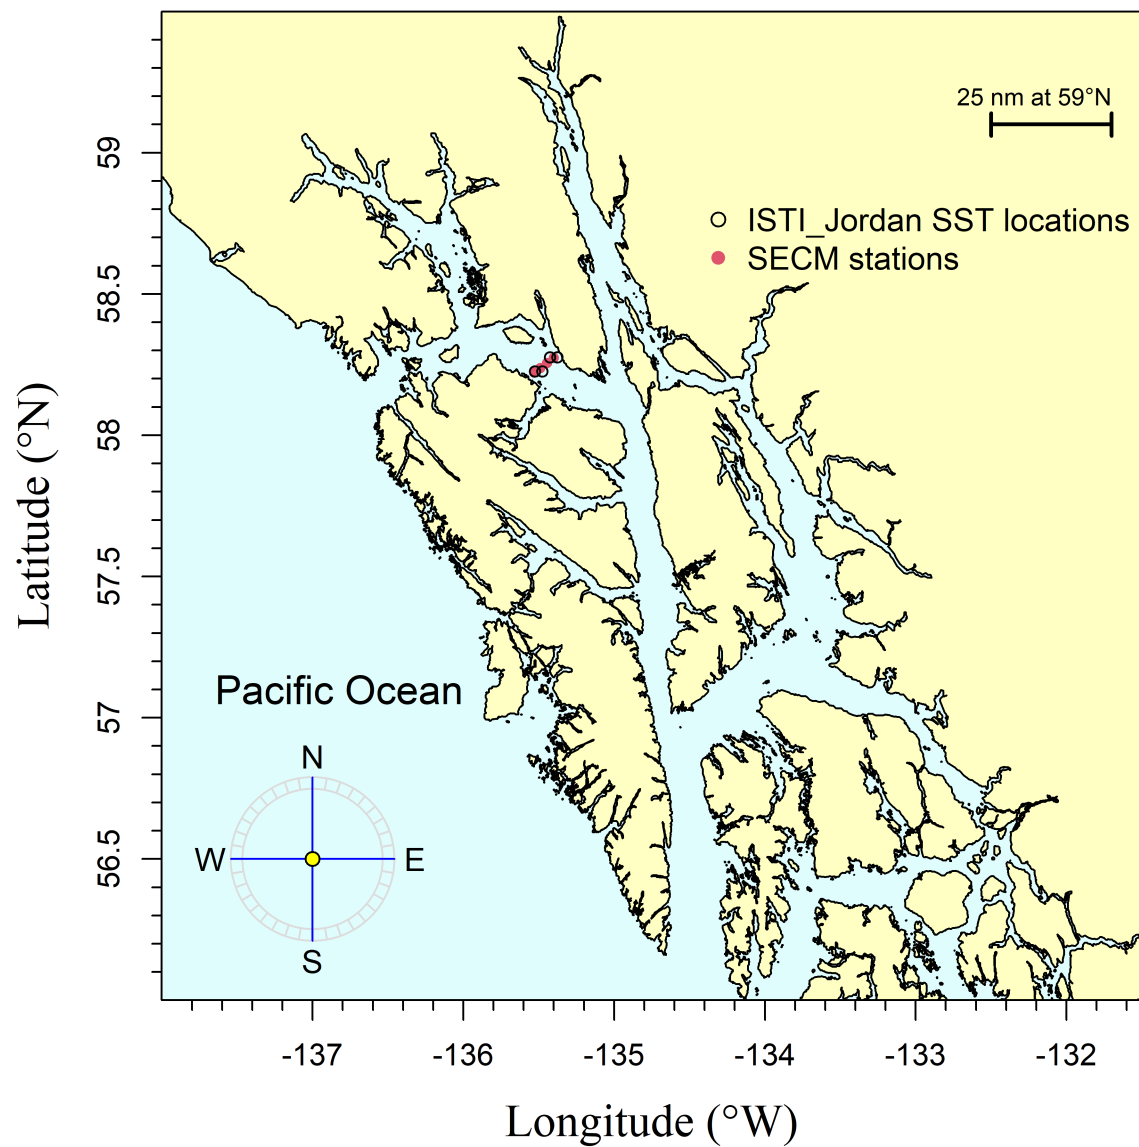 25 nm at 59°N
ISTI_Jordan SST locations
SECM stations
Pacific Ocean
N
W E
S
Latitude (°N)
59
58.5
58
57.5
57
56.5
-137 -136 -135 -134 -133 -132
Longitude (°W)